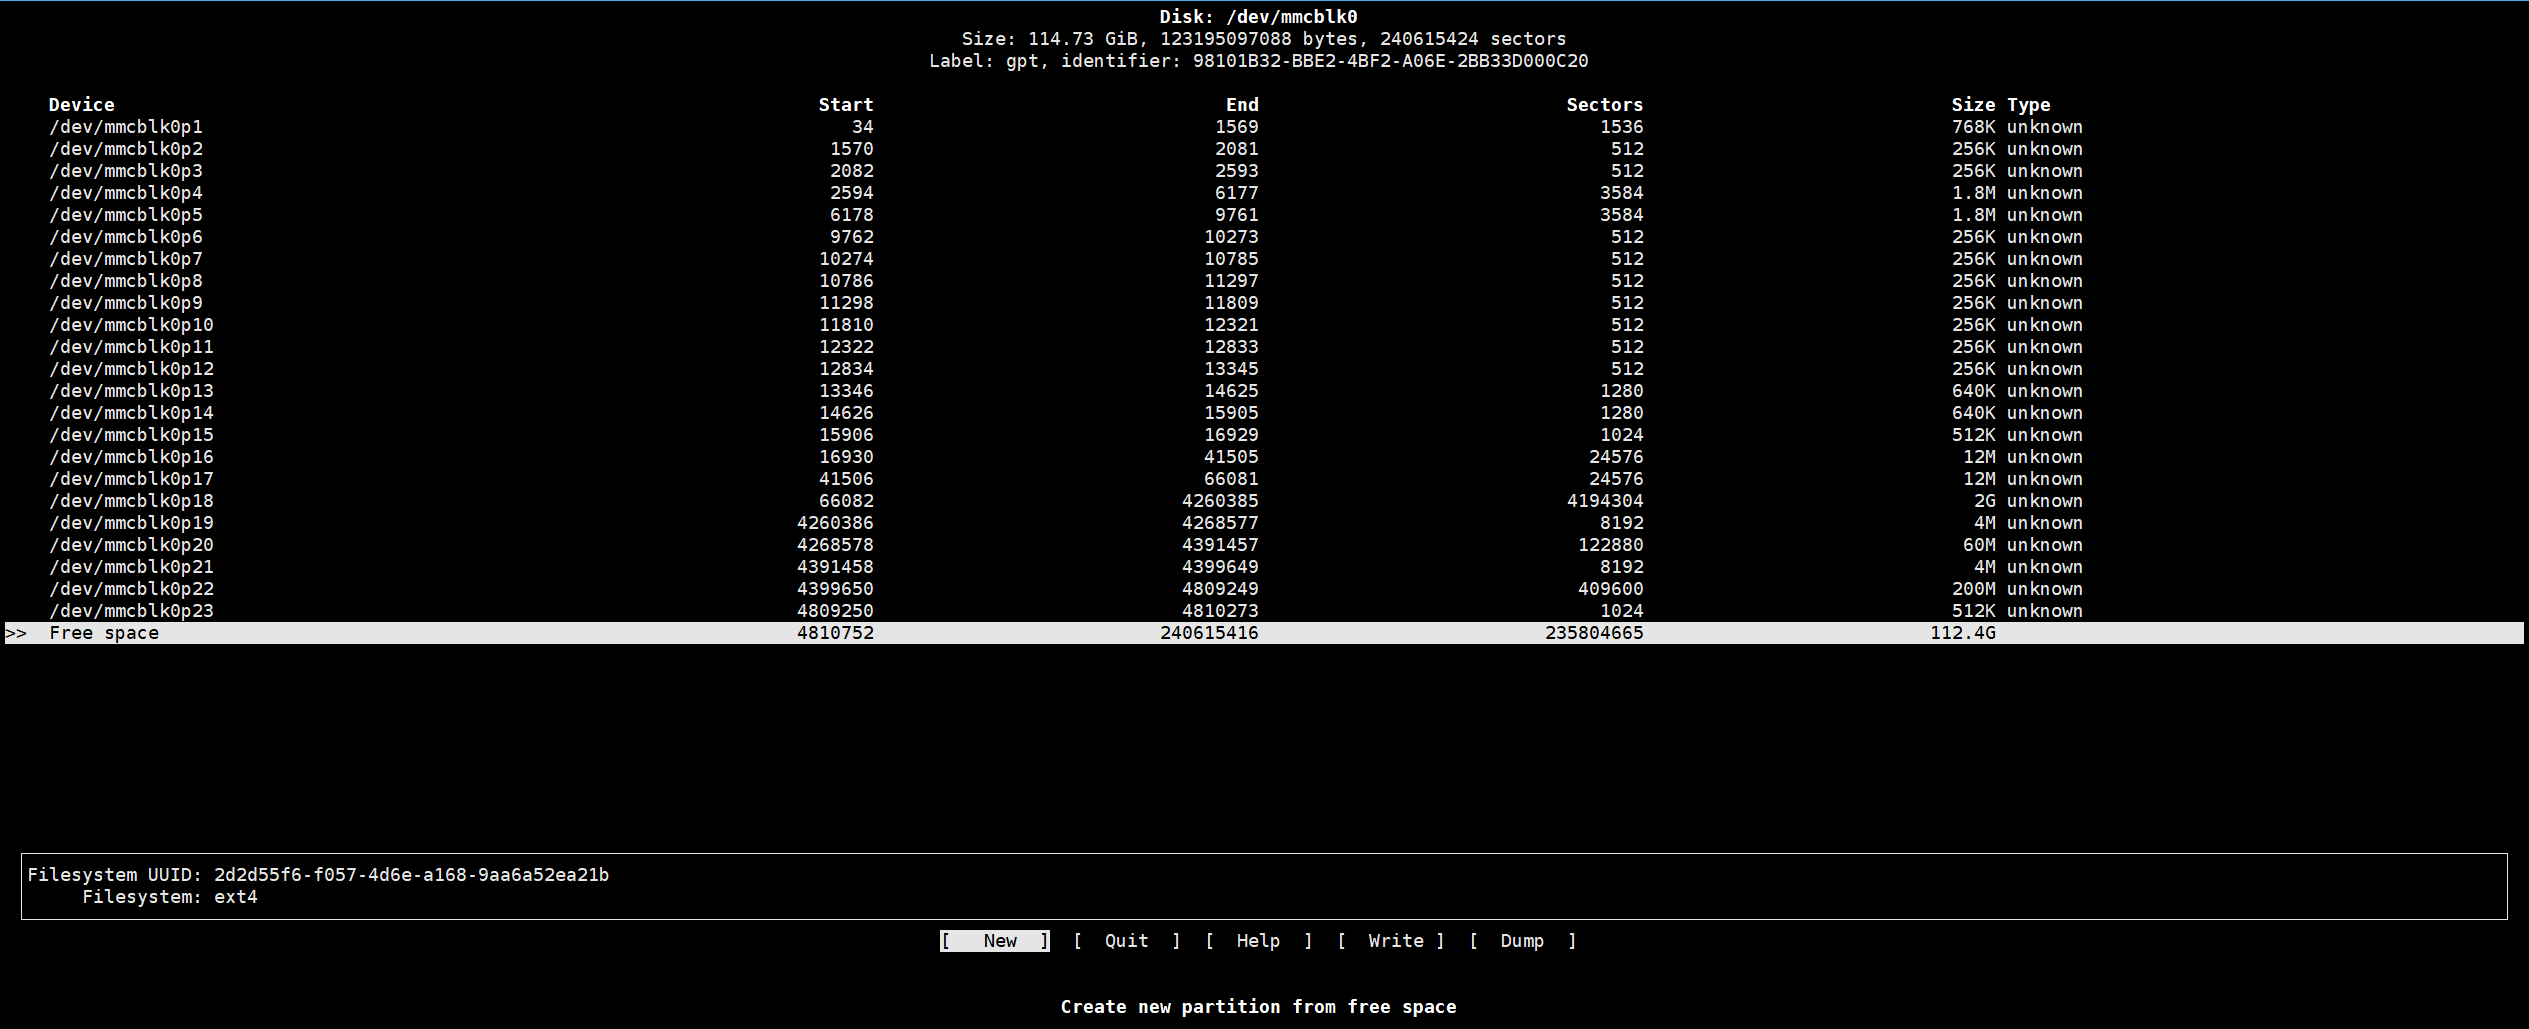 Disk: /dev/mmcblk0
Size: 114.73 GiB, 123195097088 bytes, 240615424 sectors
Label: gpt, identifier: 98101B32-BBE2-4BF2-A06E-2BB33D000C20
Device Start End Sectors Size Type
/dev/mmcblk0p1 34 1569 1536 768K unknown
/dev/mmcblk0p2 1570 2081 512 256K unknown
/dev/mmcblk0p3 2082 2593 512 256K unknown
/dev/mmcblk0p4 2594 6177 3584 1.8M unknown
/dev/mmcblk0p5 6178 9761 3584 1.8M unknown
/dev/mmcblk0p6 9762 10273 512 256K unknown
/dev/mmcblk0p7 10274 10785 512 256K unknown
/dev/mmcblk0p8 10786 11297 512 256K unknown
/dev/mmcblk0p9 11298 11809 512 256K unknown
/dev/mmcblk0p10 11810 12321 512 256K unknown
/dev/mmcblk0p11 12322 12833 512 256K unknown
/dev/mmcblk0p12 12834 13345 512 256K unknown
/dev/mmcblk0p13 13346 14625 1280 640K unknown
/dev/mmcblk0p14 14626 15905 1280 640K unknown
/dev/mmcblk0p15 15906 16929 1024 512K unknown
/dev/mmcblk0p16 16930 41505 24576 12M unknown
/dev/mmcblk0p17 41506 66081 24576 12M unknown
/dev/mmcblk0p18 66082 4260385 4194304 2G unknown
/dev/mmcblk0p19 4260386 4268577 8192 4M unknown
/dev/mmcblk0p20 4268578 4391457 122880 60M unknown
/dev/mmcblk0p21 4391458 4399649 8192 4M unknown
/dev/mmcblk0p22 4399650 4809249 409600 200M unknown
/dev/mmcblk0p23 4809250 4810273 1024 512K unknown
>> Free space 4810752 240615416 235804665 112.4G
Filesystem UUID: 2d2d55f6-f057-4d6e-a168-9aa6a52ea21b
Filesystem: ext4
[ New ] [ Quit ] [ Help ] [ Write ] [ Dump ]
Create new partition from free space